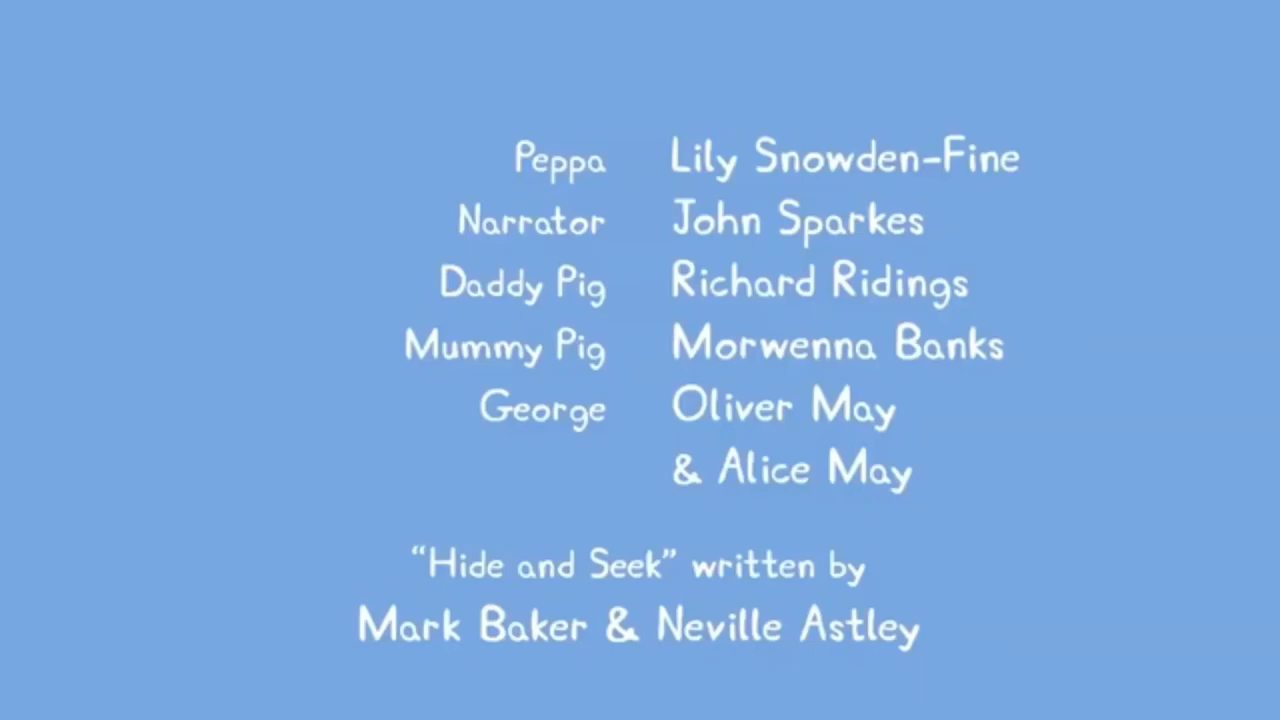 Peppa Lily Snowden-Fine
Narrator John Sparkes
Daddy Pig Richard Ridings
Mummy Pig Morwenna Banks
George Oliver May
& Alice May
“Hide and Seek” written by
Mark Baker & Neville Astley